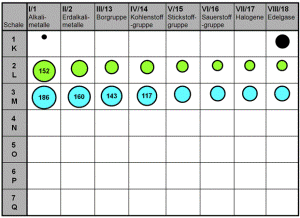 Schale
I/1
Alkali-
metalle
II/2
Erdalkali-
metalle
III/13
Borgruppe
IV/14
Kohlenstoff-
gruppe
V/15
Stickstoff-
gruppe
VI/16
Sauerstoff-
gruppe
VII/17
Halogene
VIII/18
Edelgase
1
K
2
L
152
3
M
186
160
143
117
4
N
5
O
6
P
7
Q